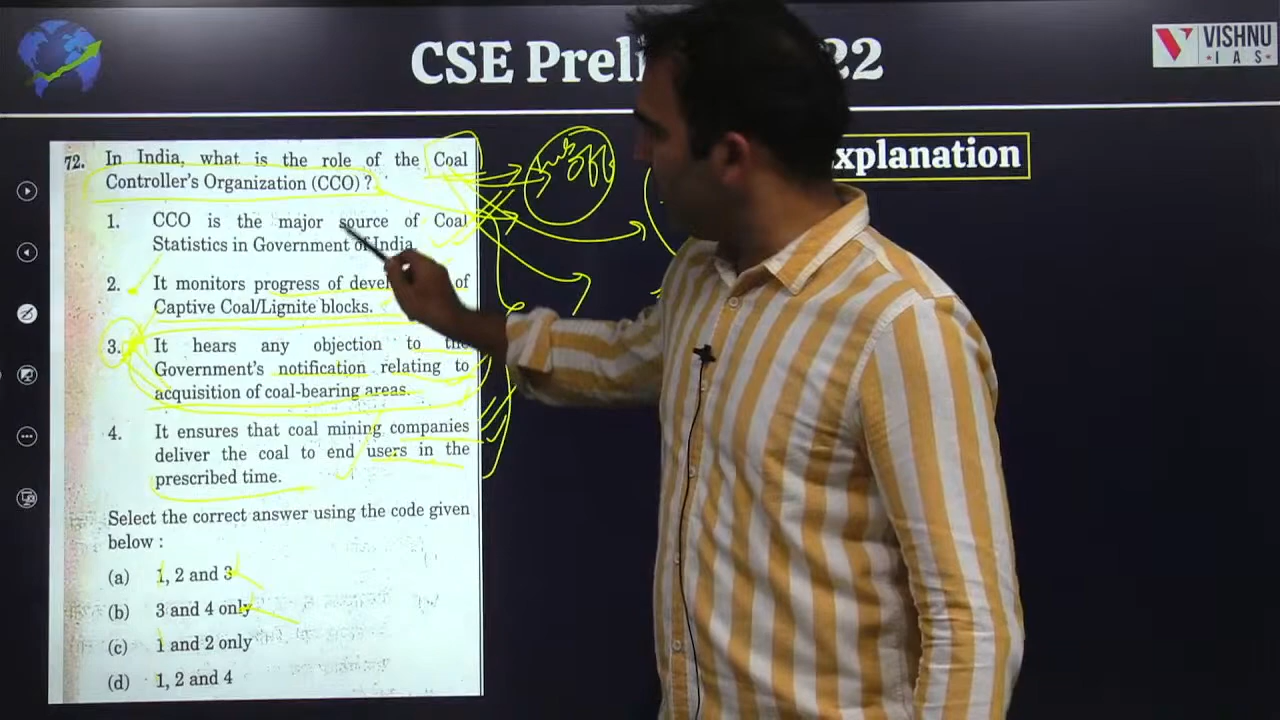 CSE Preli 22
VISHNU
IAS
xplanation
72. In India, what is the role of the Coal
Controller's Organization (CCO) ?
1. CCO is the major source of Coal
Statistics in Government of India.
2. It monitors progress of devel of
Captive Coal/Lignite blocks.
3. It hears any objection to the
Government's notification relating to
acquisition of coal-bearing areas.
4. It ensures that coal mining companies
deliver the coal to end users in the
prescribed time.
Select the correct answer using the code given
below :
(a) 1, 2 and 3
(b) 3 and 4 only
(c) 1 and 2 only
(d) 1, 2 and 4